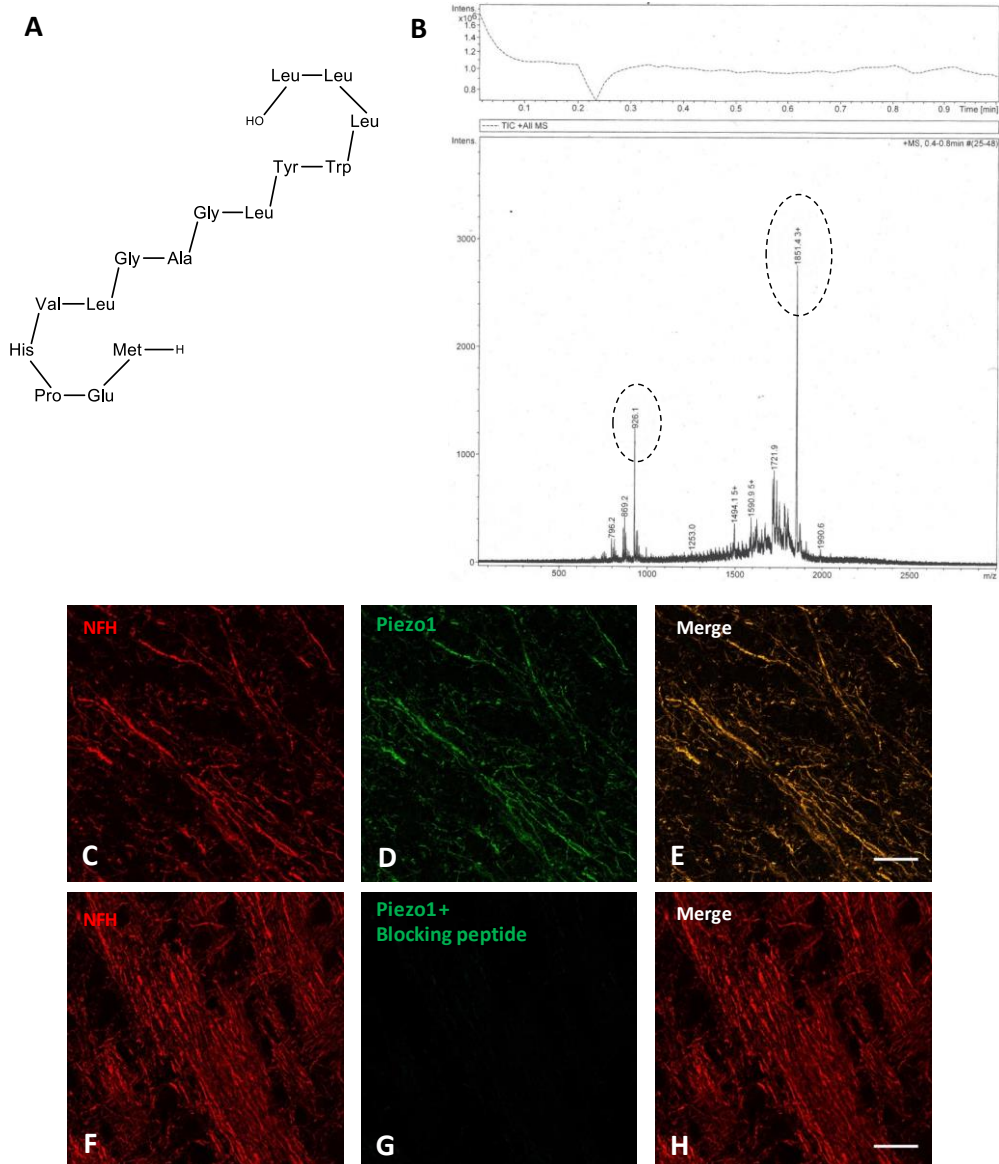 A
Leu Leu
HO
Leu
Tyr Trp
Gly Leu
Gly Ala
Val Leu
His
Met H
Pro Glu
B
Intens.
x10
1.6
1.4
1.2
1.0
0.8
0.1 0.2 0.3 0.4 0.5 0.6 0.7 0.8 0.9 Time [min]
TIC +All MS
Intens.
+MS, 0.4-0.8min #(25-48)
3000
2000
1000
0
1851.4 3+
926.1
796.2
869.2
1253.0
1494.1 5+
1590.9 5+
1721.9
1990.6
500 1000 1500 2000 2500 m/z
NFH
C
Piezo1
D
Merge
E
NFH
F
Piezo1+
Blocking peptide
G
Merge
H